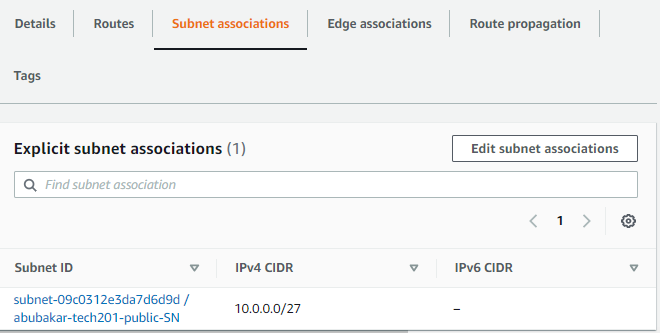 Details
Routes
Subnet associations
Edge associations
Route propagation
Tags
Explicit subnet associations (1)
Edit subnet associations
Find subnet association
1
Subnet ID
IPv4 CIDR
IPv6 CIDR
subnet-09c0312e3da7d6d9d /
abubakar-tech201-public-SN
10.0.0.0/27
–